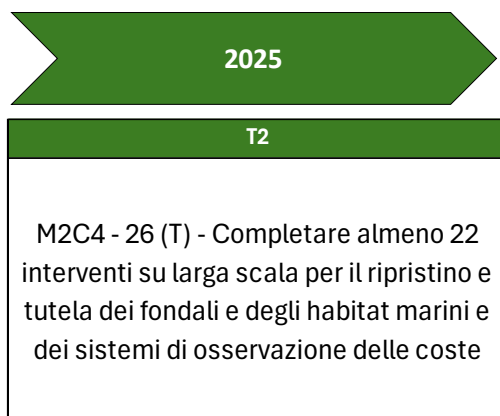 2025
T2
M2C4 - 26 (T) - Completare almeno 22
interventi su larga scala per il ripristino e
tutela dei fondali e degli habitat marini e
dei sistemi di osservazione delle coste